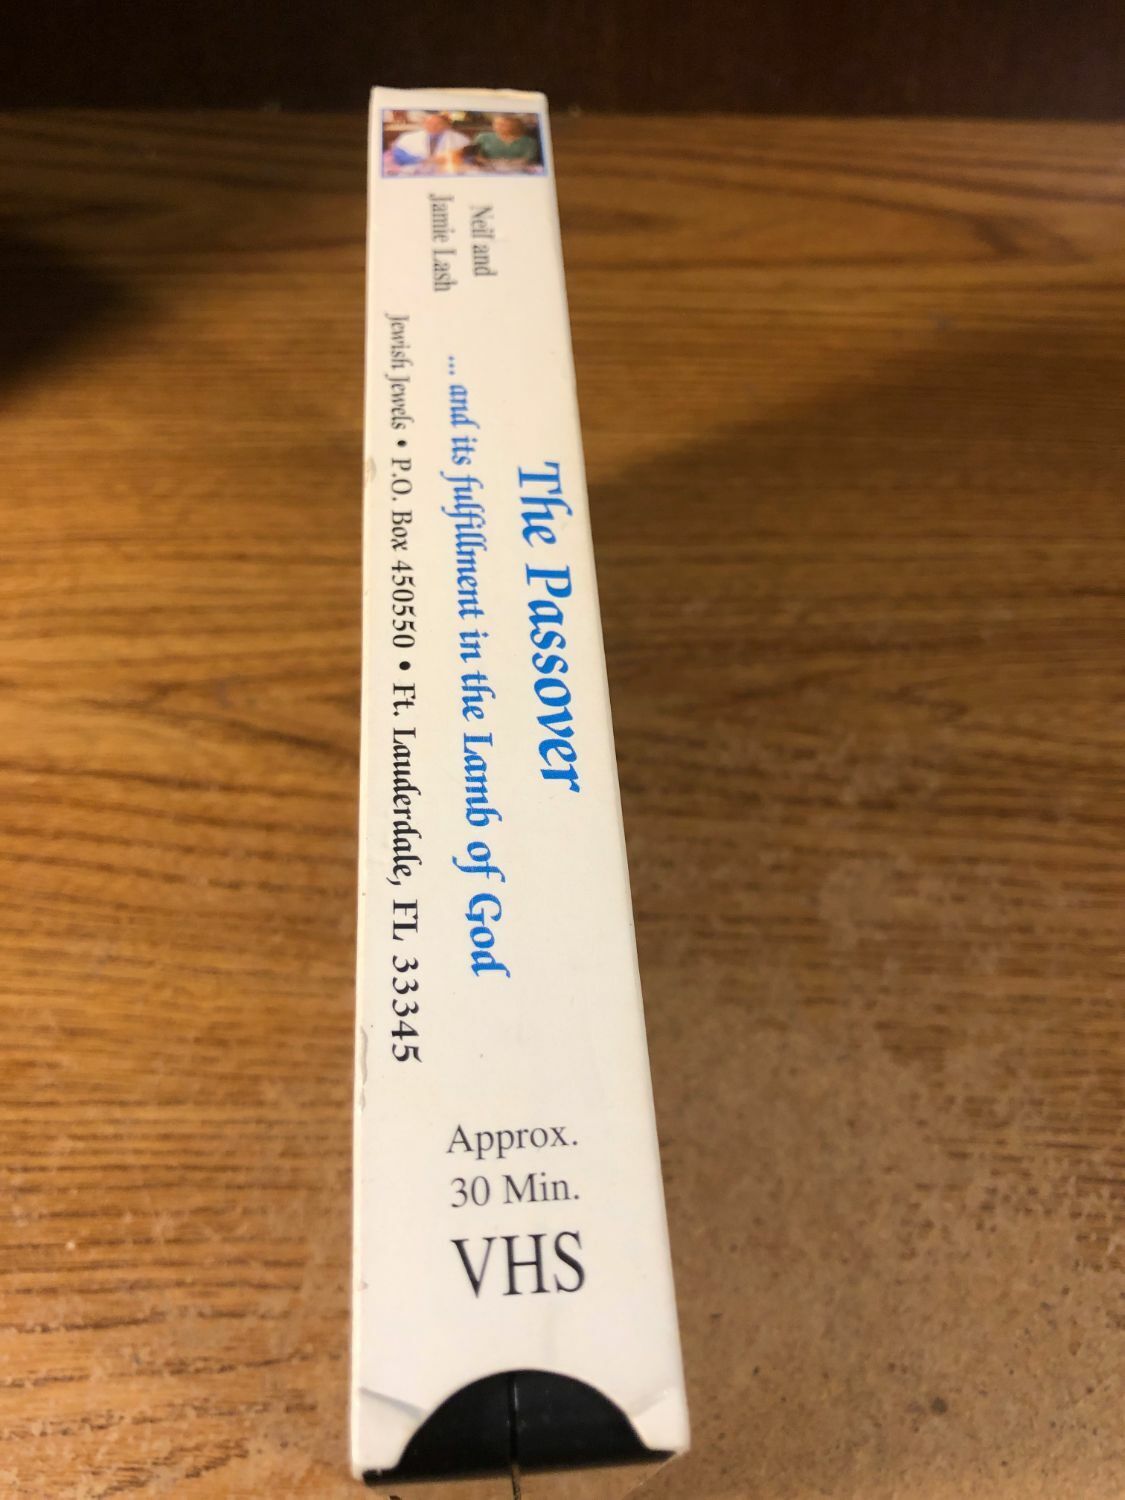 Neil and
Jamie Lash
The Passover
... and its fulfillment in the Lamb of God
Jewish Jewels • P.O. Box 450550 • Ft. Lauderdale, FL 33345
Approx.
30 Min.
VHS